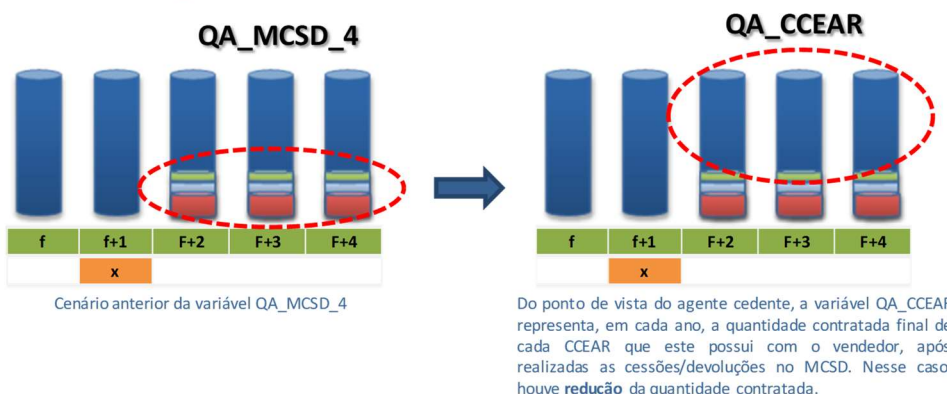 QA_MCSD_4
QA_CCEAR
f f+1 F+2 F+3 F+4
x
f f+1 F+2 F+3 F+4
x
Cenário anterior da variável QA_MCSD_4
Do ponto de vista do agente cedente, a variável QA_CCEAR
representa, em cada ano, a quantidade contratada final de
cada CCEAR que este possui com o vendedor, após
realizadas as cessões/devoluções no MCSD. Nesse caso
houve redução da quantidade contratada.